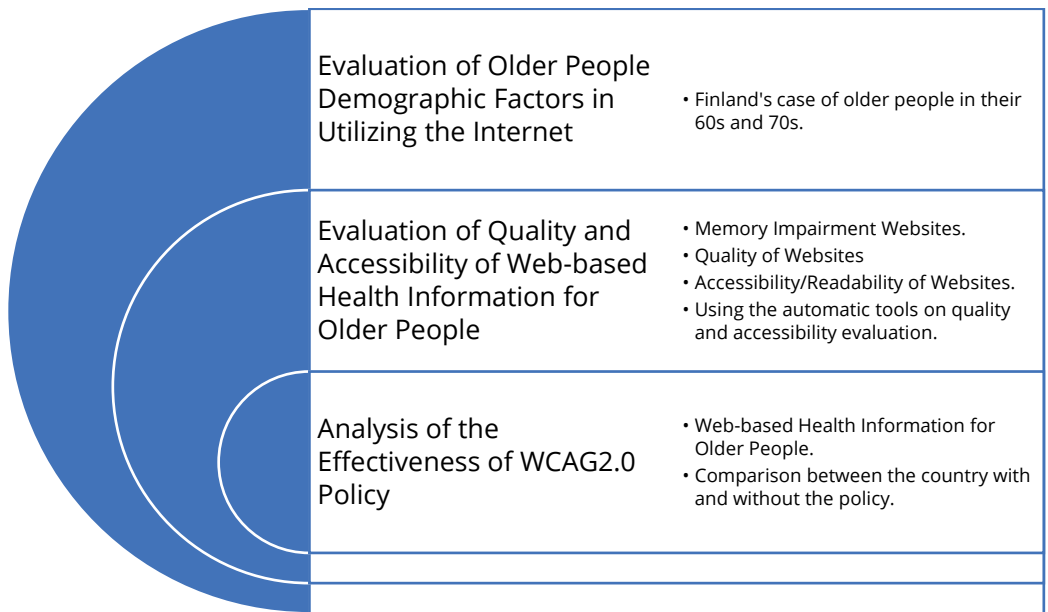 Evaluation of Older People
Demographic Factors in
Utilizing the Internet
• Finland's case of older people in their
60s and 70s.
Evaluation of Quality and
Accessibility of Web-based
Health Information for
Older People
• Memory Impairment Websites.
• Quality of Websites
• Accessibility/Readability of Websites.
• Using the automatic tools on quality
and accessibility evaluation.
Analysis of the
Effectiveness of WCAG2.0
Policy
• Web-based Health Information for
Older People.
• Comparison between the country with
and without the policy.